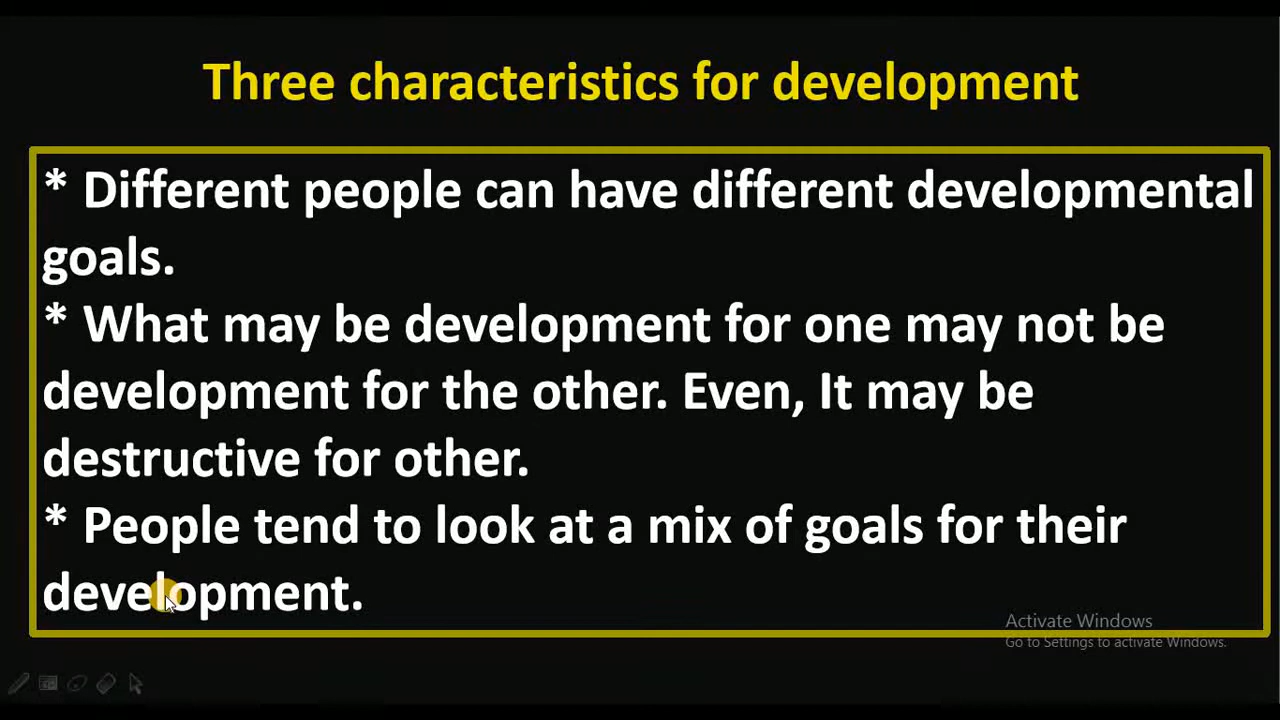 Three characteristics for development
* Different people can have different developmental
goals.
* What may be development for one may not be
development for the other. Even, It may be
destructive for other.
* People tend to look at a mix of goals for their
development.
Activate Windows
Go to Settings to activate Windows.